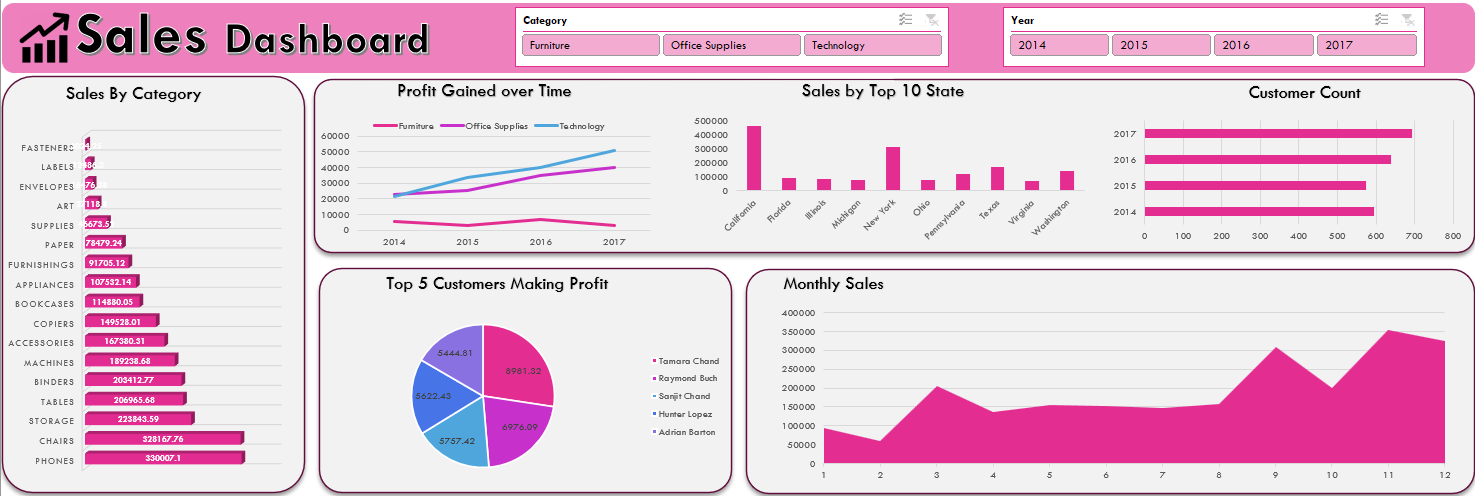 Sales Dashboard
Category
Furniture Office Supplies Technology
Year
2014 2015 2016 2017
Sales By Category
FASTENERS
LABELS
ENVELOPES
ART
SUPPLIES
PAPER 78479.24
FURNISHINGS 91705.12
APPLIANCES 107532.14
BOOKCASES 114880.05
COPIERS 149528.01
ACCESSORIES 167380.31
MACHINES 189238.68
BINDERS 203412.77
TABLES 206965.68
STORAGE 223843.59
CHAIRS 328167.76
PHONES 330007.1
Profit Gained over Time
Furniture Office Supplies Technology
60000
50000
40000
30000
20000
10000
0
2014 2015 2016 2017
Sales by Top 10 State
500000
400000
300000
200000
100000
0
California Florida Illinois Michigan New York Ohio Pennsylvania Texas Virginia Washington
Customer Count
2017
2016
2015
2014
0 100 200 300 400 500 600 700 800
Top 5 Customers Making Profit
5444.81
8981.32
5622.43
6976.09
5757.42
Tamara Chand
Raymond Buch
Sanjit Chand
Hunter Lopez
Adrian Barton
Monthly Sales
400000
350000
300000
250000
200000
150000
100000
50000
0
1 2 3 4 5 6 7 8 9 10 11 12